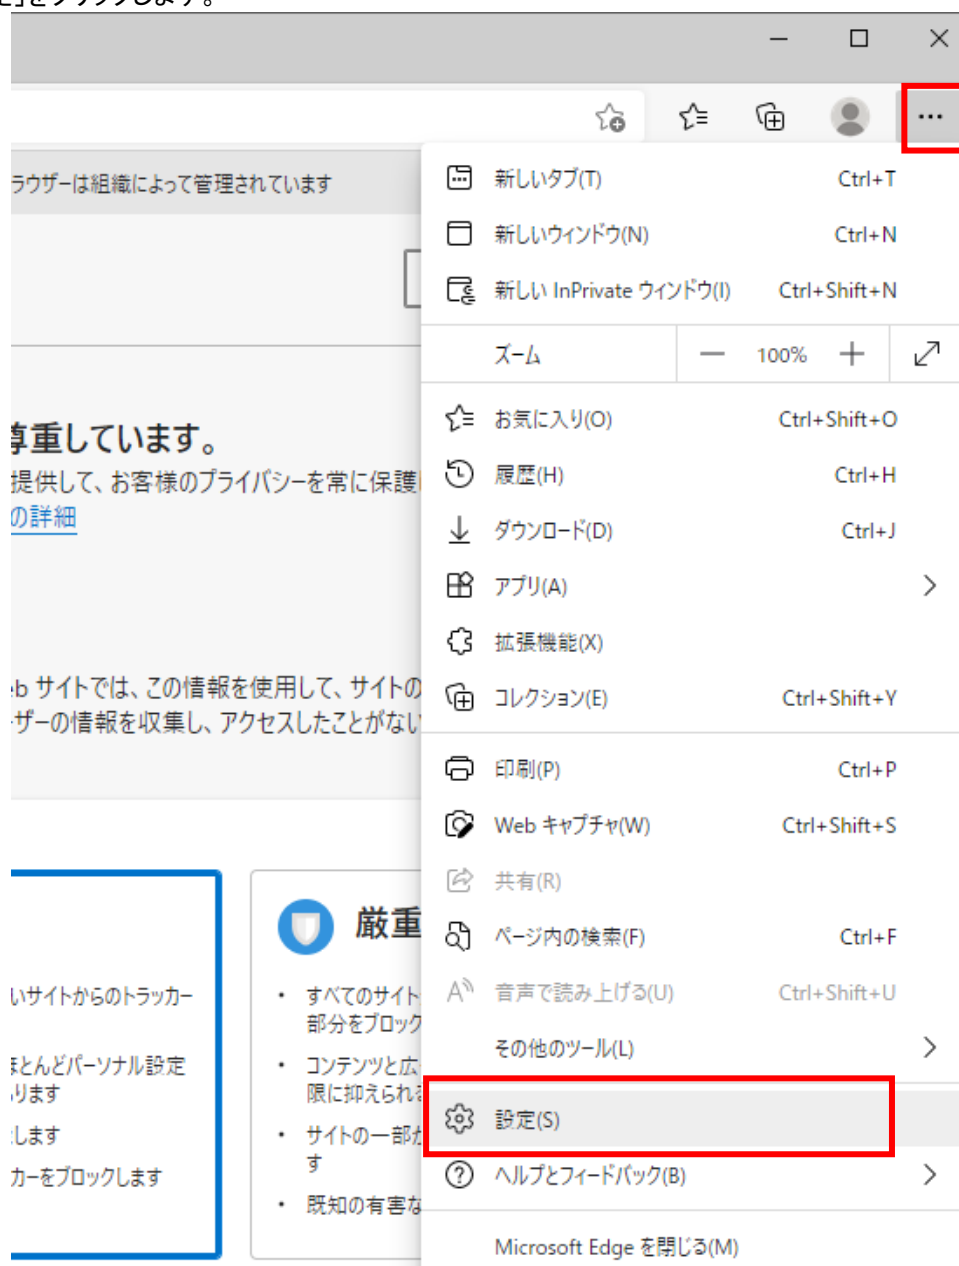 」をクリックします。
ラウザーは組織によって管理されています
新しいタブ(T) Ctrl+T
新しいウィンドウ(N) Ctrl+N
新しい InPrivate ウィンドウ(I) Ctrl+Shift+N
ズーム — 100% +
お気に入り(O) Ctrl+Shift+O
履歴(H) Ctrl+H
ダウンロード(D) Ctrl+J
アプリ(A)
拡張機能(X)
コレクション(E) Ctrl+Shift+Y
印刷(P) Ctrl+P
Web キャプチャ(W) Ctrl+Shift+S
共有(R)
ページ内の検索(F) Ctrl+F
音声で読み上げる(U) Ctrl+Shift+U
その他のツール(L)
設定(S)
ヘルプとフィードバック(B)
Microsoft Edge を閉じる(M)
尊重しています。
提供して、お客様のプライバシーを常に保護
の詳細
eb サイトでは、この情報を使用して、サイトの
ーザーの情報を収集し、アクセスしたことがない
いサイトからのトラッカー
ほとんどパーソナル設定
ります
します
カーをブロックします
厳重
• すべてのサイト
部分をブロック
• コンテンツと広
限に抑えられる
• サイトの一部が
す
• 既知の有害な